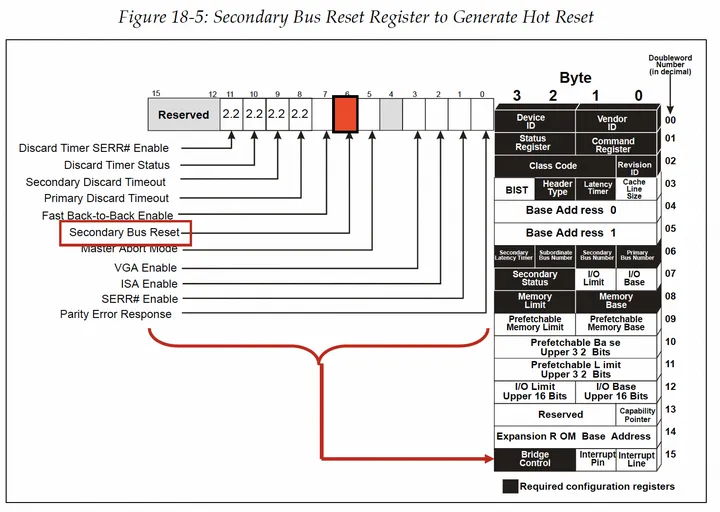 Figure 18-5: Secondary Bus Reset Register to Generate Hot Reset
Doubleword
Number
(in decimal)
Byte
3 2 1 0
15 12 11 10 9 8 7 6 5 4 3 2 1 0
Reserved 2.2 2.2 2.2 2.2
Discard Timer SERR# Enable
Discard Timer Status
Secondary Discard Timeout
Primary Discard Timeout
Fast Back-to-Back Enable
Secondary Bus Reset
Master Abort Mode
VGA Enable
ISA Enable
SERR# Enable
Parity Error Response
Device
ID
Vendor
ID
00
Status
Register
Command
Register
01
Class Code
Revision
ID
02
BIST
Header
Type
Latency
Timer
Cache
Line
Size
03
Base Add ress 0
04
Base Add ress 1
05
Secondary
Latency Timer
Subordinate
Bus Number
Secondary
Bus Number
Primary
Bus Number
06
Secondary
Status
I/O
Limit
I/O
Base
07
Memory
Limit
Memory
Base
08
Prefetchable
Memory Limit
Prefetchable
Memory Base
09
Prefetchable Ba se
Upper 3 2 Bits
10
Prefetchable L imit
Upper 3 2 Bits
11
I/O Limit
Upper 16 Bits
I/O Base
Upper 16 Bits
12
Reserved
Capability
Pointer
13
Expansion R OM Base Address
14
Bridge
Control
Interrupt
Pin
Interrupt
Line
15
Required configuration registers